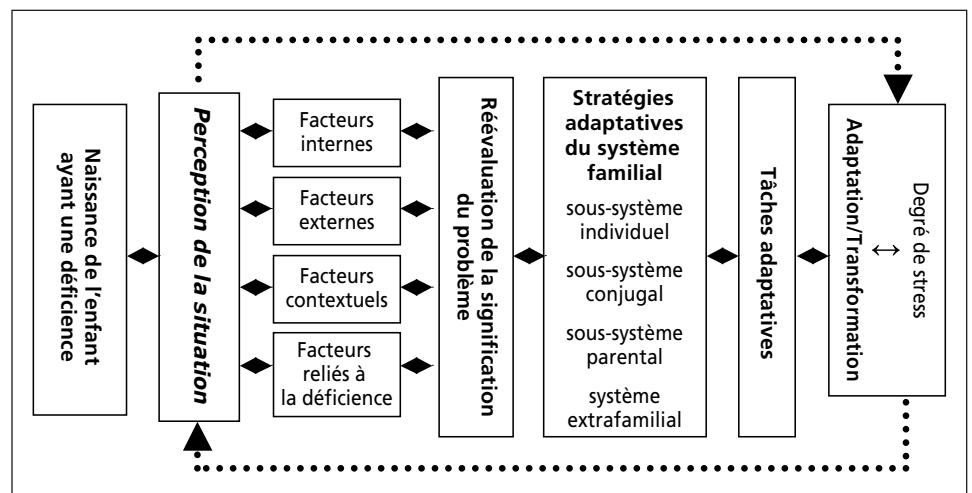 Naissance de l'enfant
ayant une déficience
Perception de la situation
Facteurs
internes
Facteurs
externes
Facteurs
contextuels
Facteurs
reliés à
la déficience
Réévaluation de la signification
du problème
Stratégies
adaptatives
du système
familial
sous-système
individuel
sous-système
conjugal
sous-système
parental
système
extrafamilial
Tâches adaptatives
Degré de stress
↔
Adaptation/Transformation